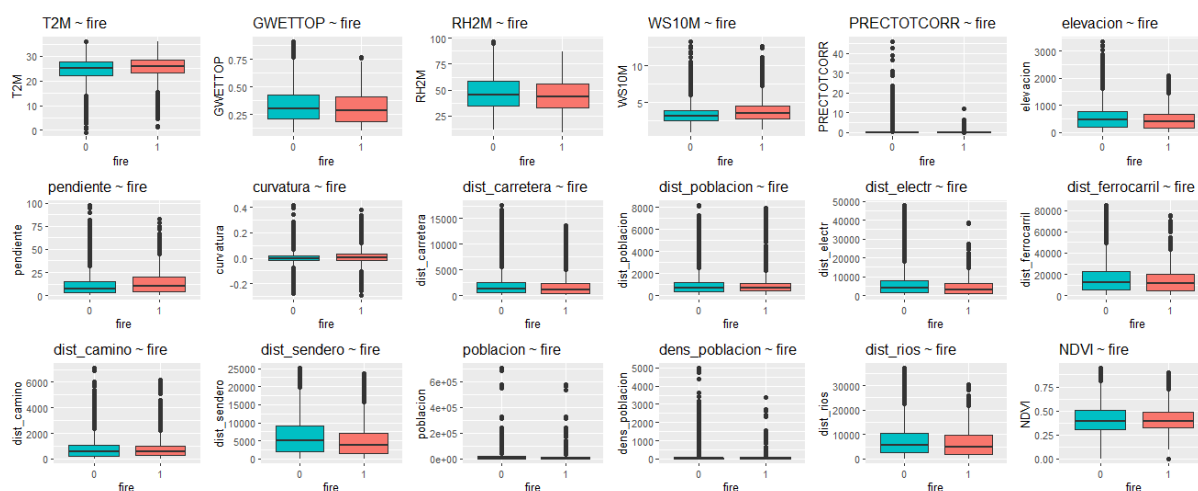 T2M ~ fire
GWETTOP ~ fire
RH2M ~ fire
WS10M ~ fire
PRECTOTCORR ~ fire
elevacion ~ fire
T2M
30
20
10
0
0 1
fire
GWETTOP
0.75
0.50
0.25
0 1
fire
RH2M
100
75
50
25
0 1
fire
WS10M
10
5
0 1
fire
PRECTOTCORR
40
30
20
10
0
0 1
fire
elevacion
3000
2000
1000
0
0 1
fire
pendiente ~ fire
curvatura ~ fire
dist_carretera ~ fire
dist_poblacion ~ fire
dist_electr ~ fire
dist_ferrocarril ~ fire
pendiente
100
75
50
25
0
0 1
fire
curvatura
0.4
0.2
0.0
-0.2
0 1
fire
dist_carretera
15000
10000
5000
0
0 1
fire
dist_poblacion
8000
6000
4000
2000
0
0 1
fire
dist_electr
50000
40000
30000
20000
10000
0
0 1
fire
dist_ferrocarril
80000
60000
40000
20000
0
0 1
fire
dist_camino ~ fire
dist_sendero ~ fire
poblacion ~ fire
dens_poblacion ~ fire
dist_rios ~ fire
NDVI ~ fire
dist_camino
6000
4000
2000
0
0 1
fire
dist_sendero
25000
20000
15000
10000
5000
0
0 1
fire
poblacion
6e+05
4e+05
2e+05
0e+00
0 1
fire
dens_poblacion
5000
4000
3000
2000
1000
0
0 1
fire
dist_rios
30000
20000
10000
0
0 1
fire
NDVI
0.75
0.50
0.25
0.00
0 1
fire